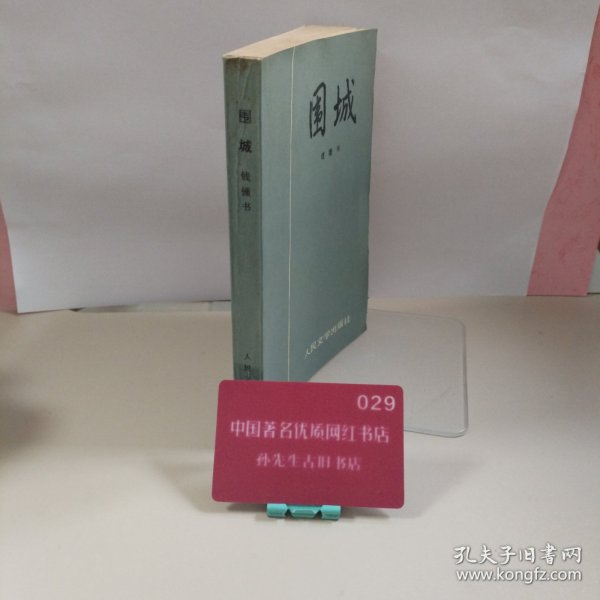 围城
钱锺书
人民文学出版社
围城
钱锺书
人民
029
中国著名优质网红书店
孙先生古旧书店
孔夫子旧书网
www.kongfz.com